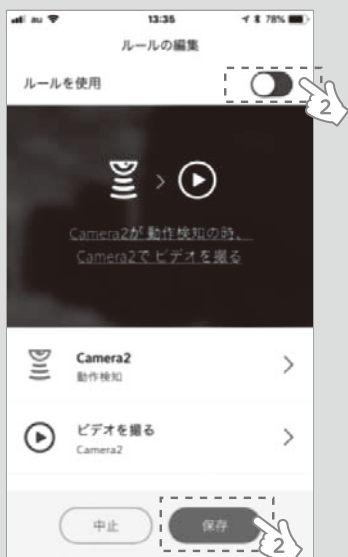 au 13:35 78%
ルールの編集
ルールを使用
2
Camera2が 動作検知の時、
Camera2で ビデオを撮る
Camera2
動作検知
ビデオを撮る
Camera2
中止 保存
2